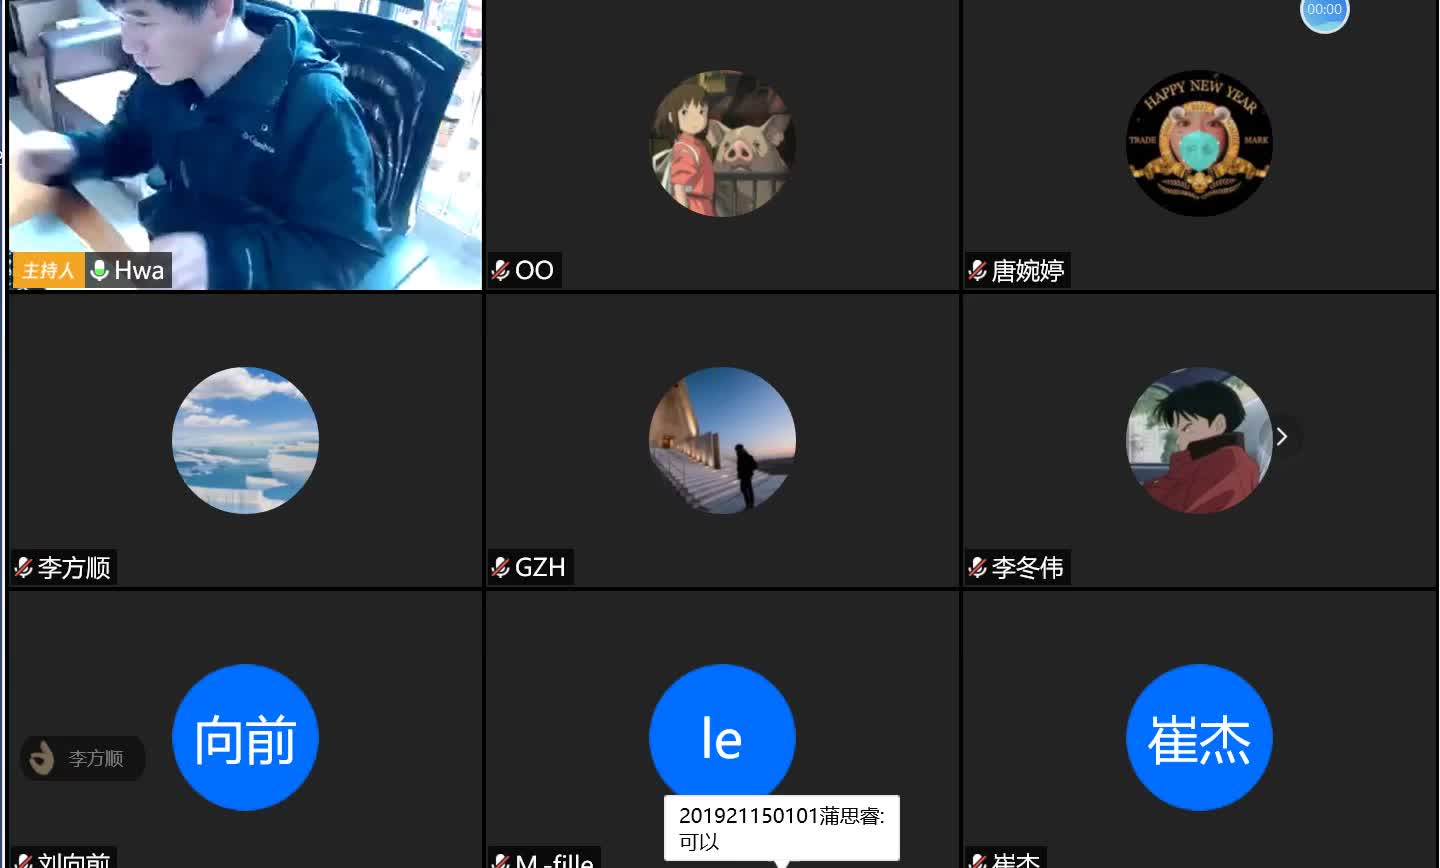 00:00
HAPPY NEW YEAR
TRADE MARK
Columbia
主持人 Hwa
OO
唐婉婷
李方顺
GZH
李冬伟
向前
le
崔杰
李方顺
201921150101蒲思睿:
可以
刘向前
M.-fille
崔杰